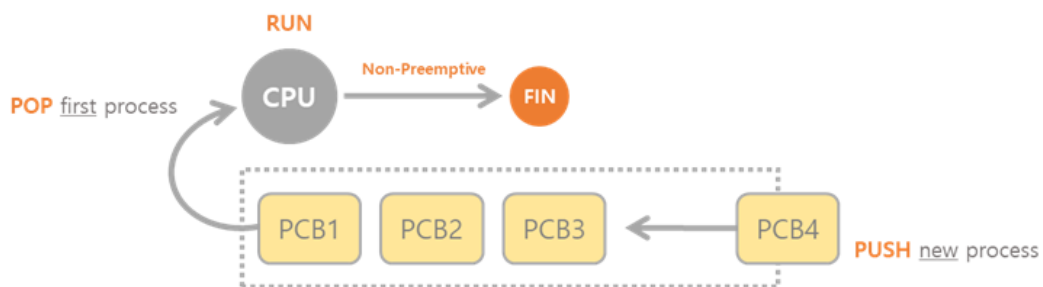 RUN
Non-Preemptive
CPU
FIN
POP first process
PCB1 PCB2 PCB3 PCB4
PUSH new process